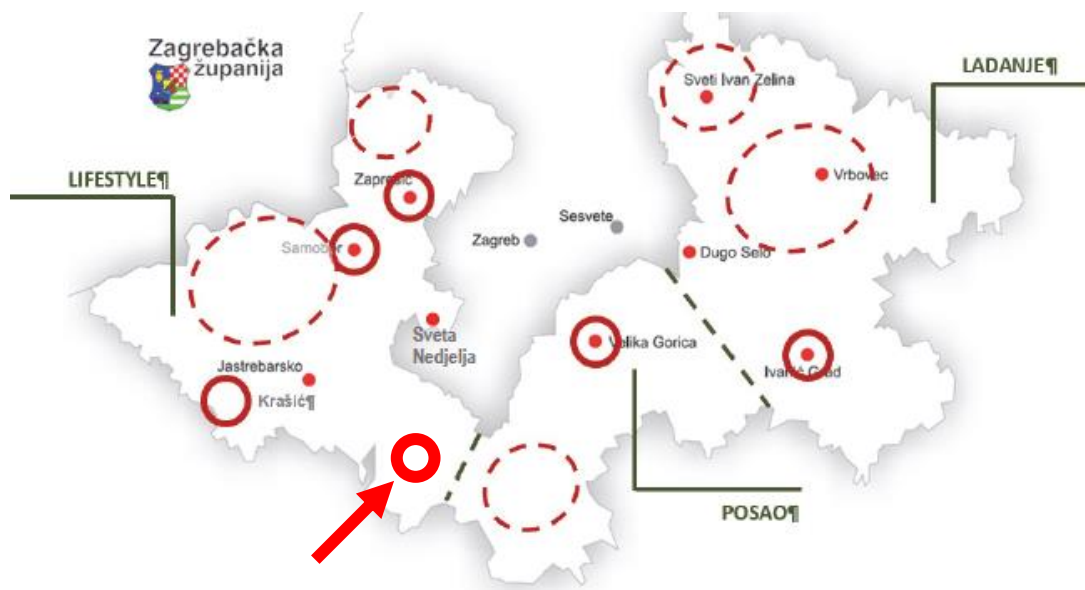 Zagrebačka
županija
Sveti Ivan Zelina
LADANJE¶
LIFESTYLE¶
Zaprešić
Vrbovec
Sesvete
Zagreb
Samobor
Dugo Selo
Sveta
Nedjelja
Velika Gorica
Jastrebarsko
Ivanić Grad
Krašić¶
POSAO¶